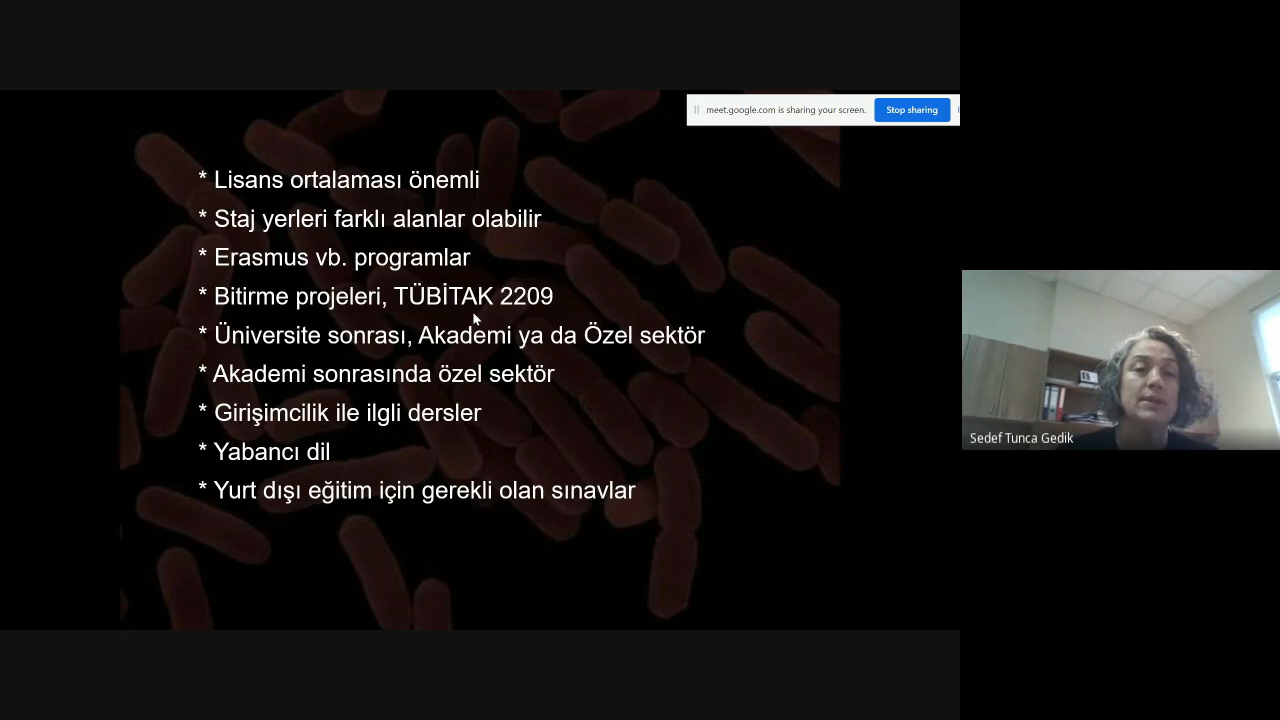 meet.google.com is sharing your screen.
Stop sharing
* Lisans ortalaması önemli
* Staj yerleri farklı alanlar olabilir
* Erasmus vb. programlar
* Bitirme projeleri, TÜBİTAK 2209
* Üniversite sonrası, Akademi ya da Özel sektör
* Akademi sonrasında özel sektör
* Girişimcilik ile ilgli dersler
* Yabancı dil
* Yurt dışı eğitim için gerekli olan sınavlar
Sedef Tunca Gedik